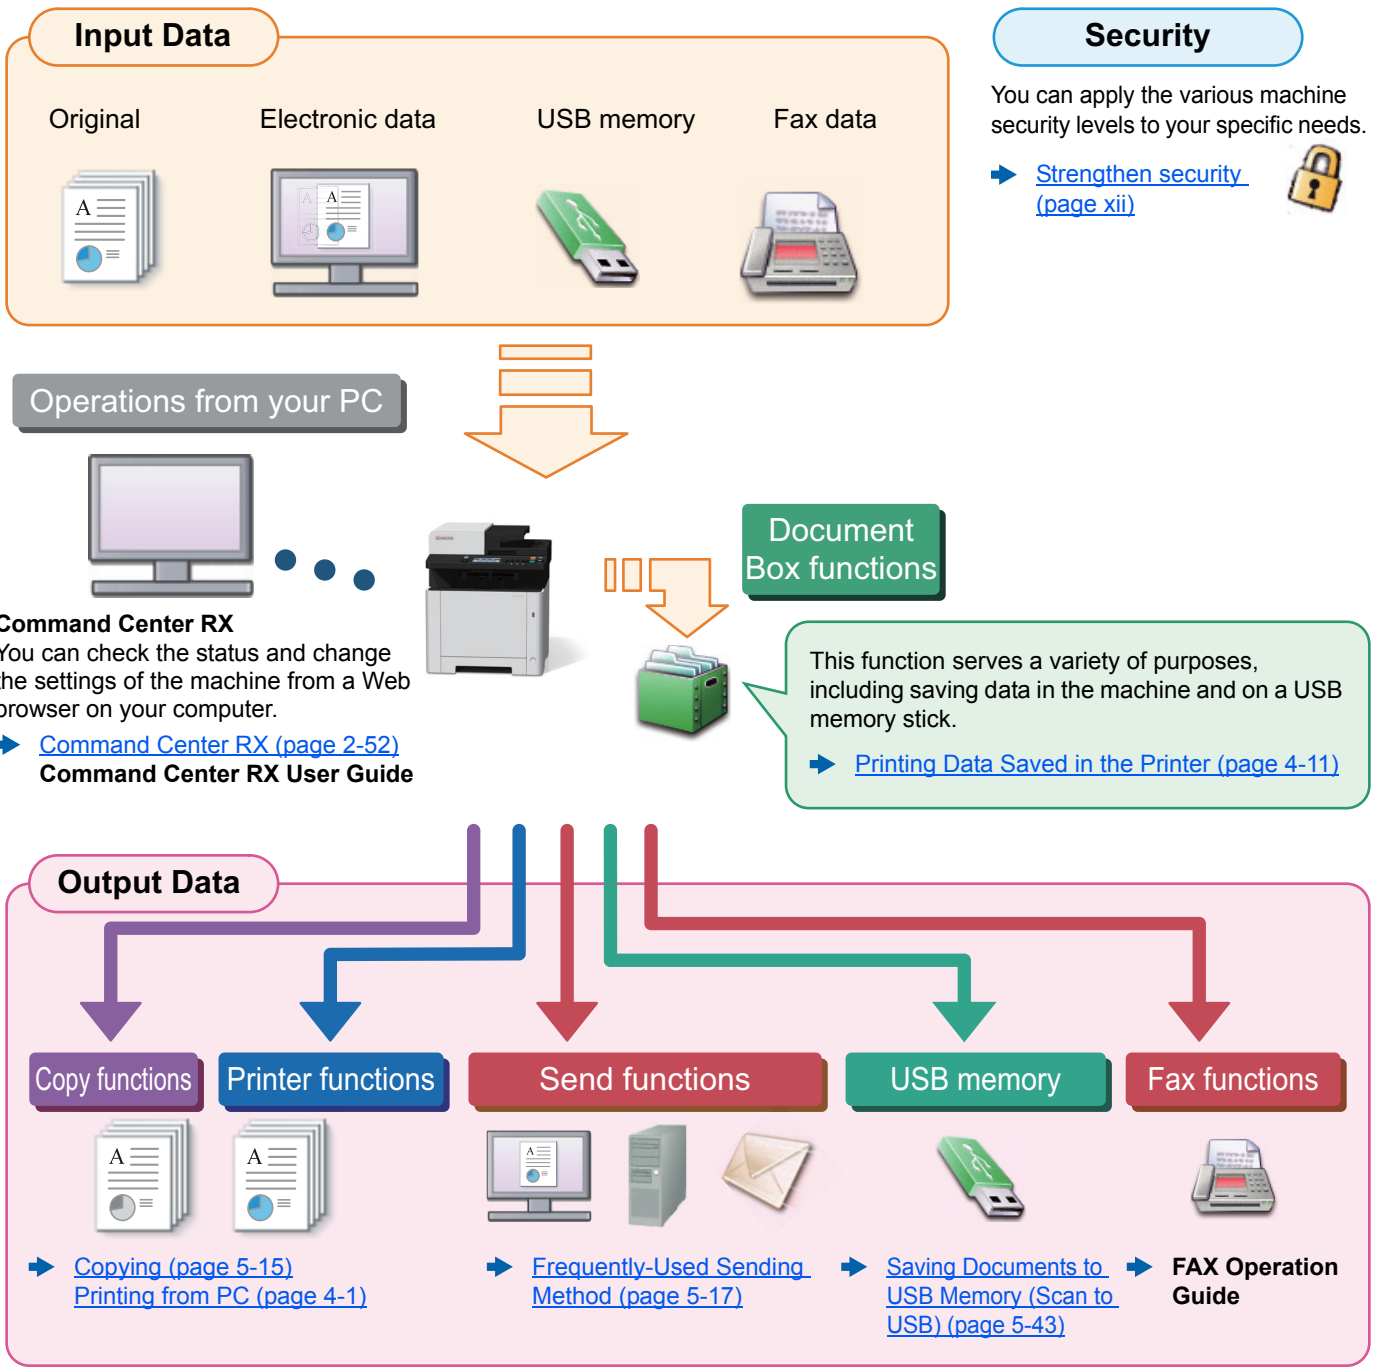 Input Data
Original
Electronic data
USB memory
Fax data
Security
You can apply the various machine
security levels to your specific needs.
Strengthen security
(page xii)
Operations from your PC
Command Center RX
You can check the status and change
the settings of the machine from a Web
browser on your computer.
Command Center RX (page 2-52)
Command Center RX User Guide
Document
Box functions
This function serves a variety of purposes,
including saving data in the machine and on a USB
memory stick.
Printing Data Saved in the Printer (page 4-11)
Output Data
Copy functions
Printer functions
Send functions
USB memory
Fax functions
Copying (page 5-15)
Printing from PC (page 4-1)
Frequently-Used Sending
Method (page 5-17)
Saving Documents to
USB Memory (Scan to
USB) (page 5-43)
FAX Operation
Guide